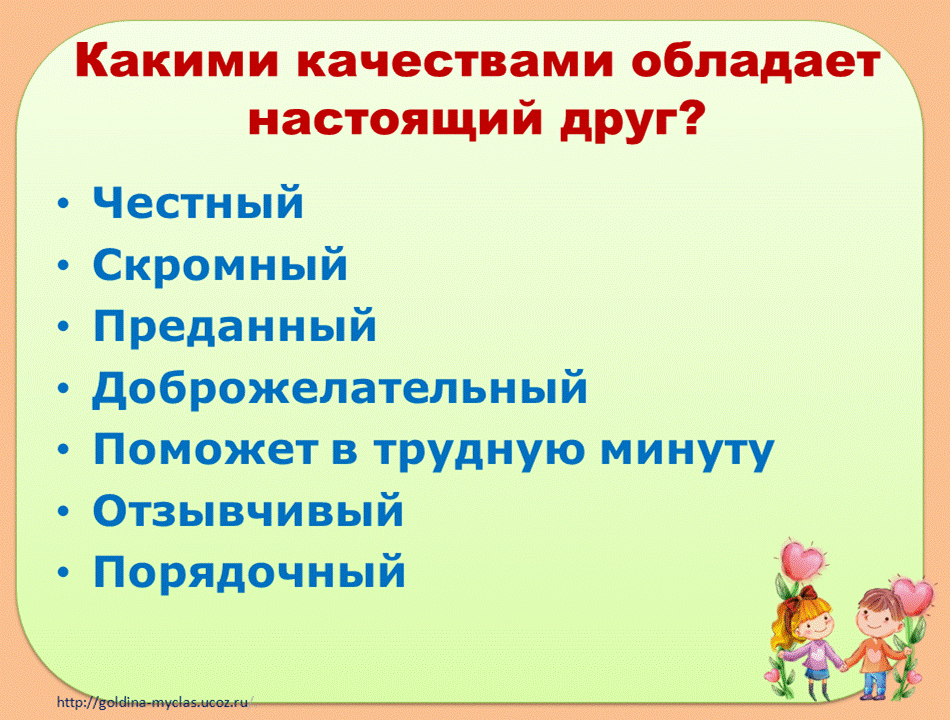 Какими качествами обладает
настоящий друг?
• Честный
• Скромный
• Преданный
• Доброжелательный
• Поможет в трудную минуту
• Отзывчивый
• Порядочный
http://goldina-myclas.ucoz.ru/